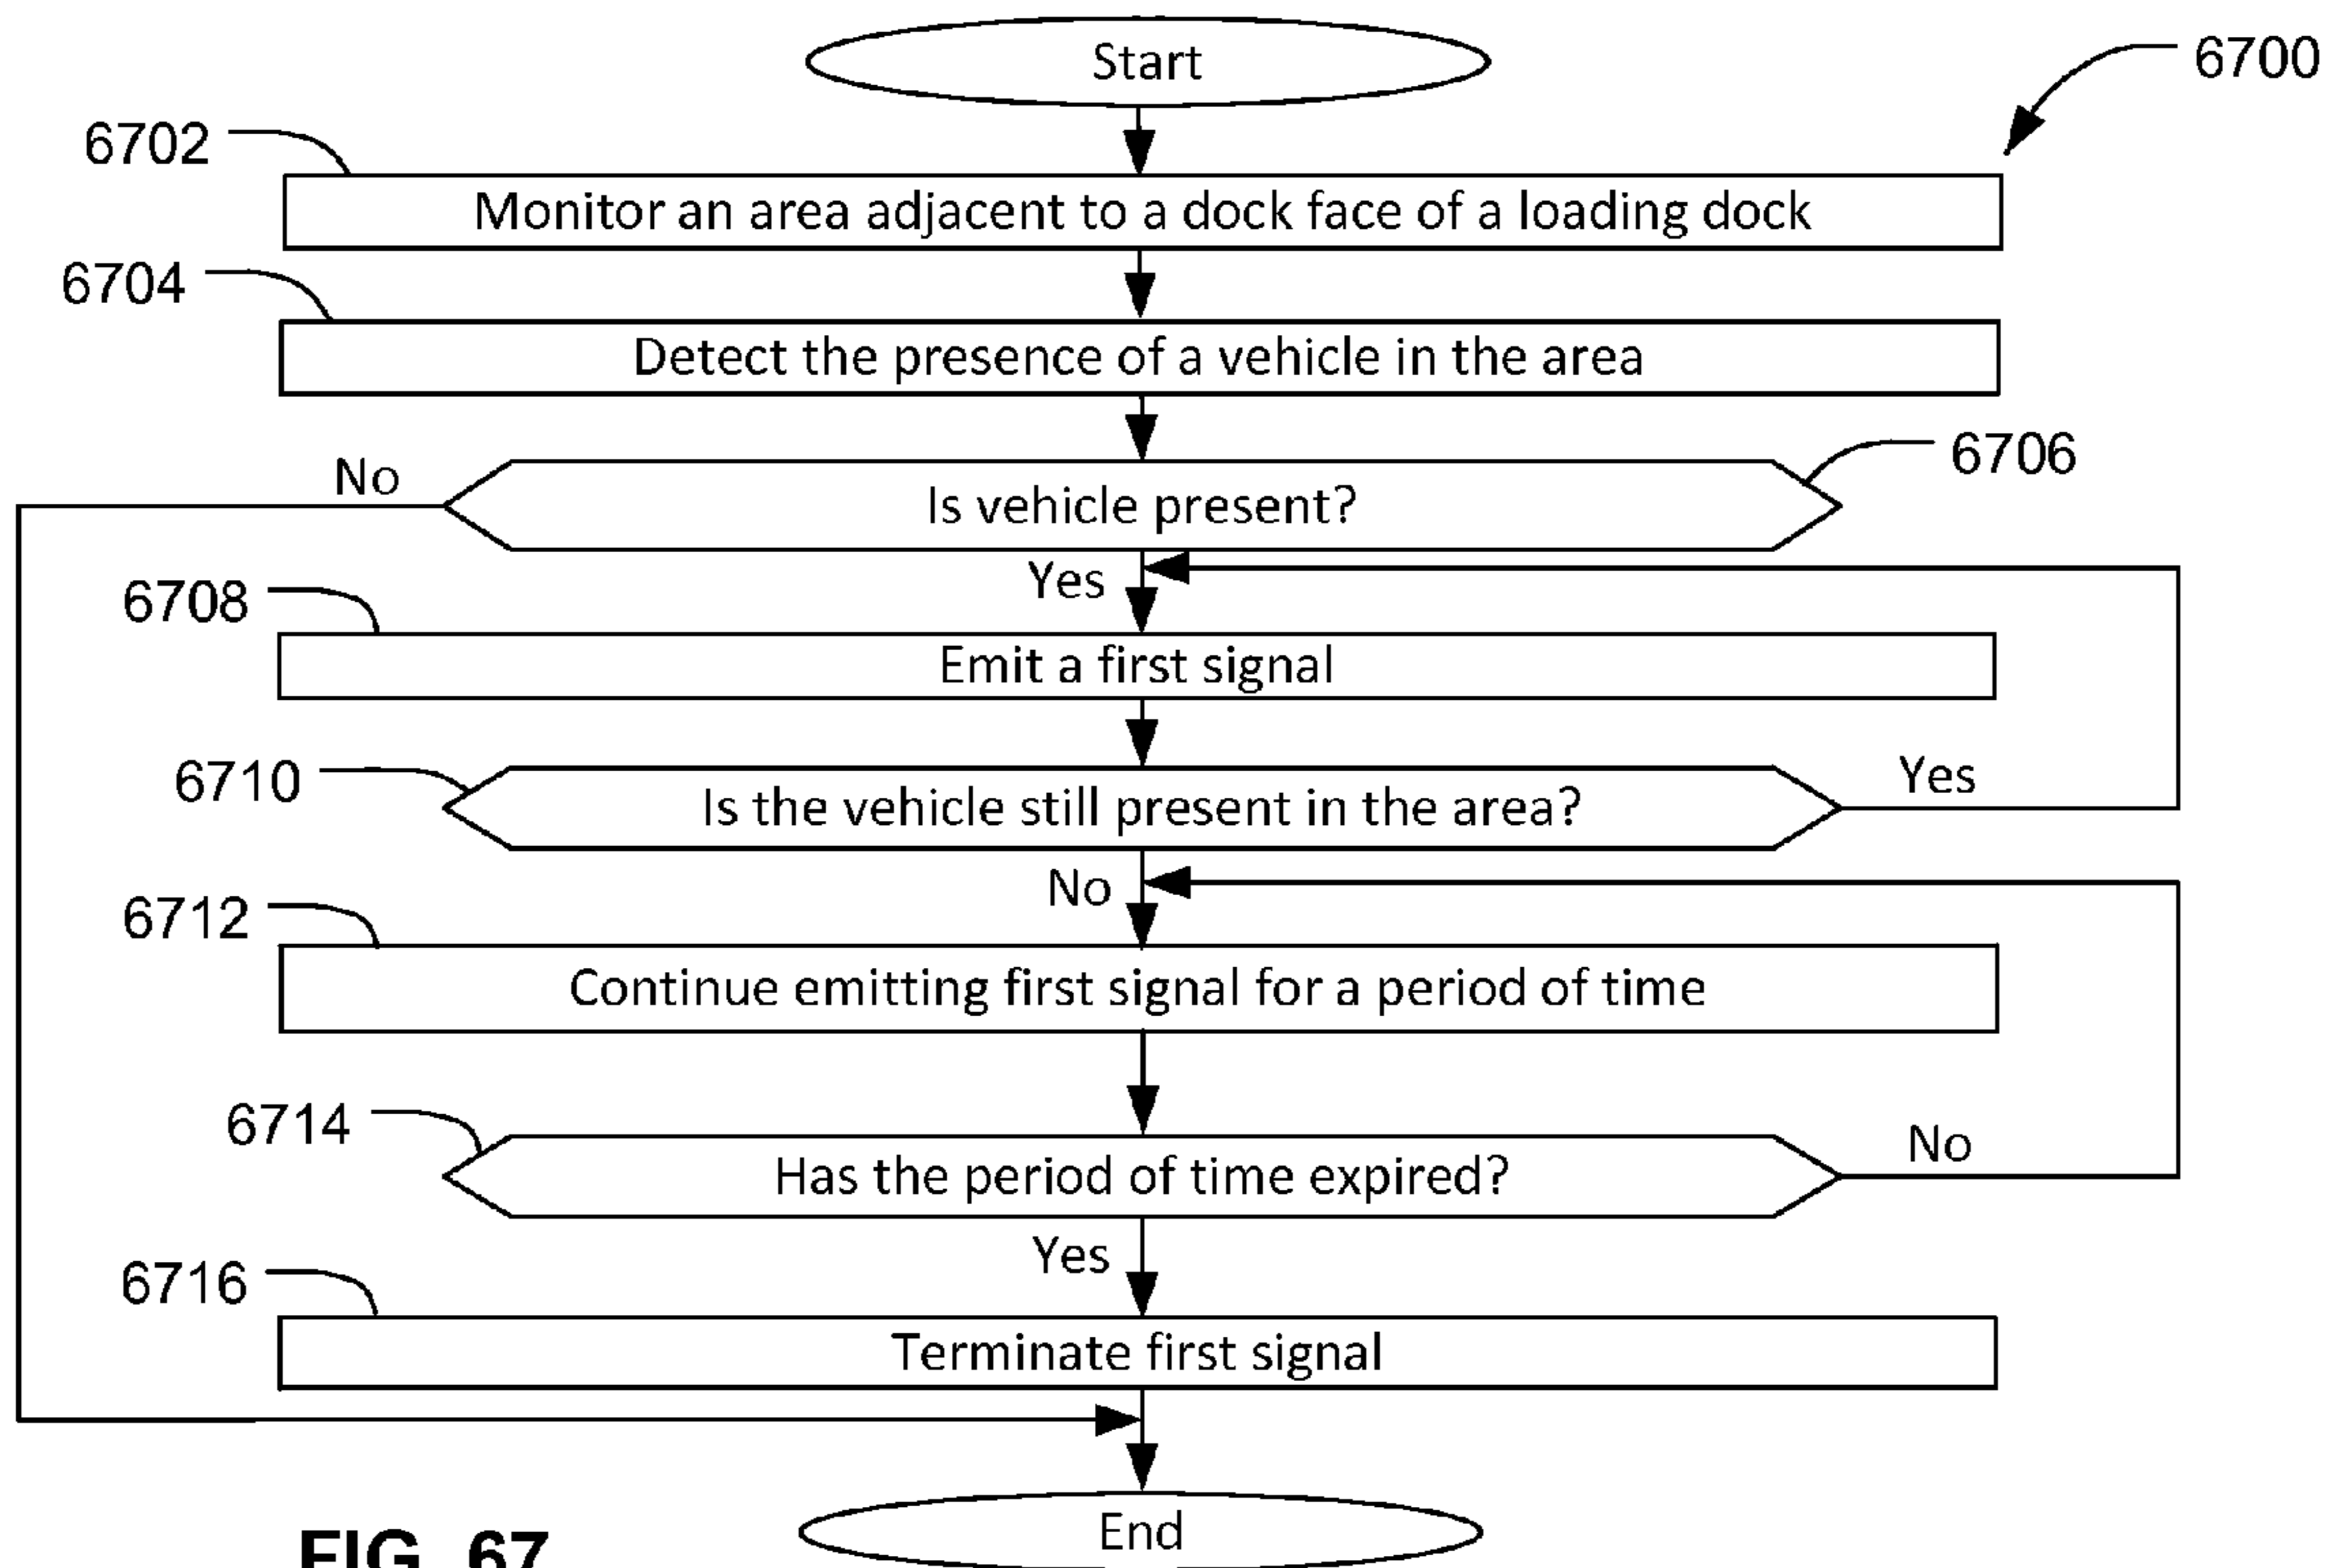 Start
6700
6702
Monitor an area adjacent to a dock face of a loading dock
6704
Detect the presence of a vehicle in the area
No
6706
Is vehicle present?
Yes
6708
Emit a first signal
6710
Yes
Is the vehicle still present in the area?
No
6712
Continue emitting first signal for a period of time
6714
No
Has the period of time expired?
Yes
6716
Terminate first signal
End
FIG. 67